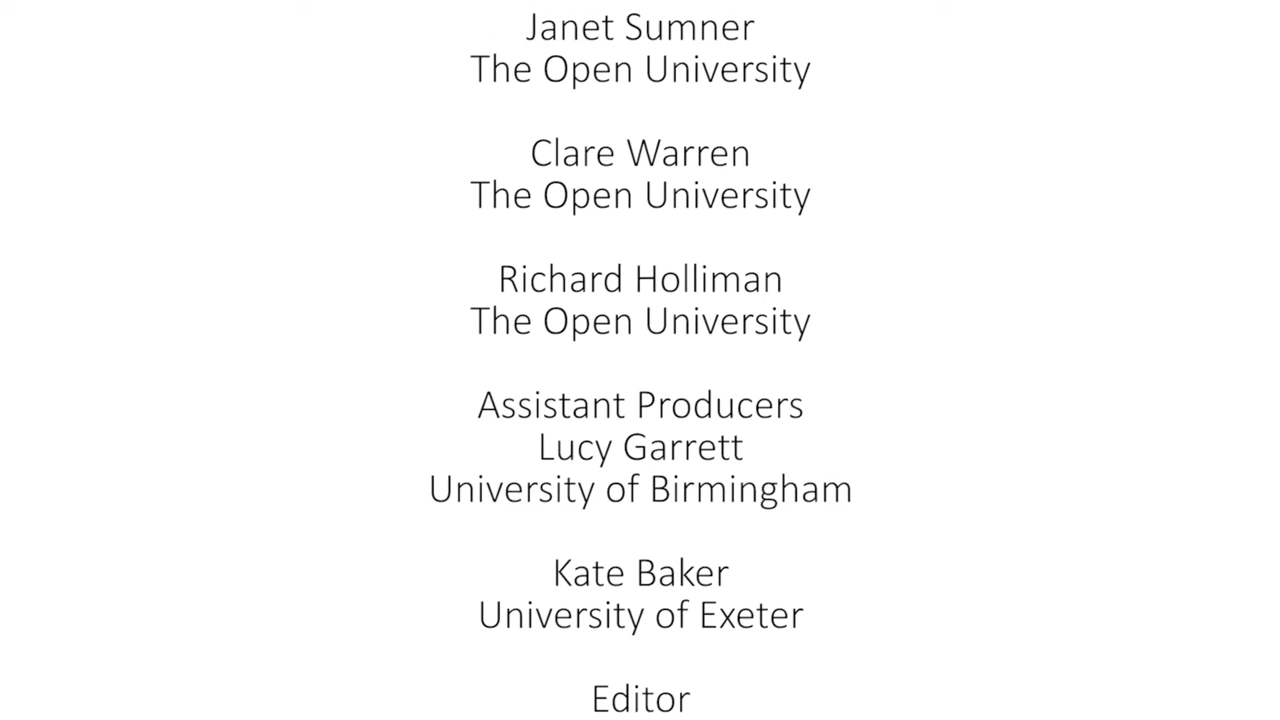 Janet Sumner
The Open University
Clare Warren
The Open University
Richard Holliman
The Open University
Assistant Producers
Lucy Garrett
University of Birmingham
Kate Baker
University of Exeter
Editor